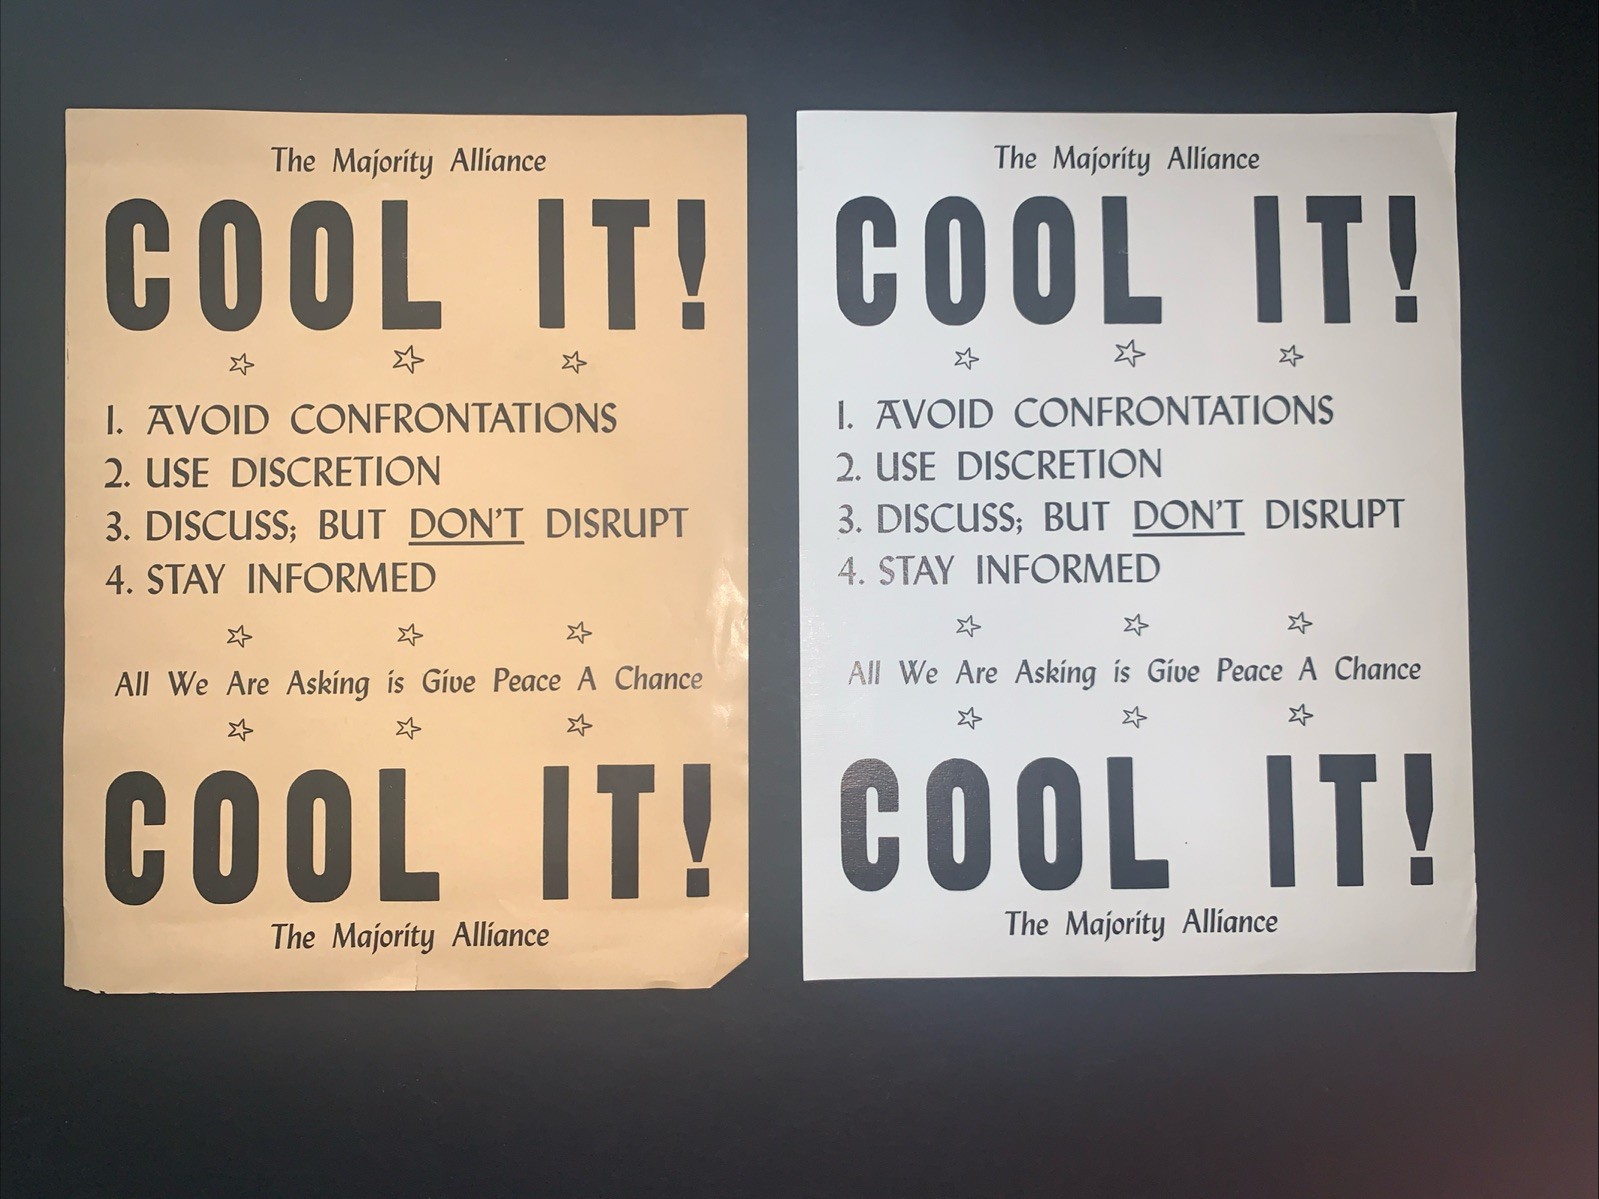 The Majority Alliance
COOL IT!
1. AVOID CONFRONTATIONS
2. USE DISCRETION
3. DISCUSS; BUT DON'T DISRUPT
4. STAY INFORMED
All We Are Asking is Give Peace A Chance
COOL IT!
The Majority Alliance
The Majority Alliance
COOL IT!
1. AVOID CONFRONTATIONS
2. USE DISCRETION
3. DISCUSS; BUT DON'T DISRUPT
4. STAY INFORMED
All We Are Asking is Give Peace A Chance
COOL IT!
The Majority Alliance